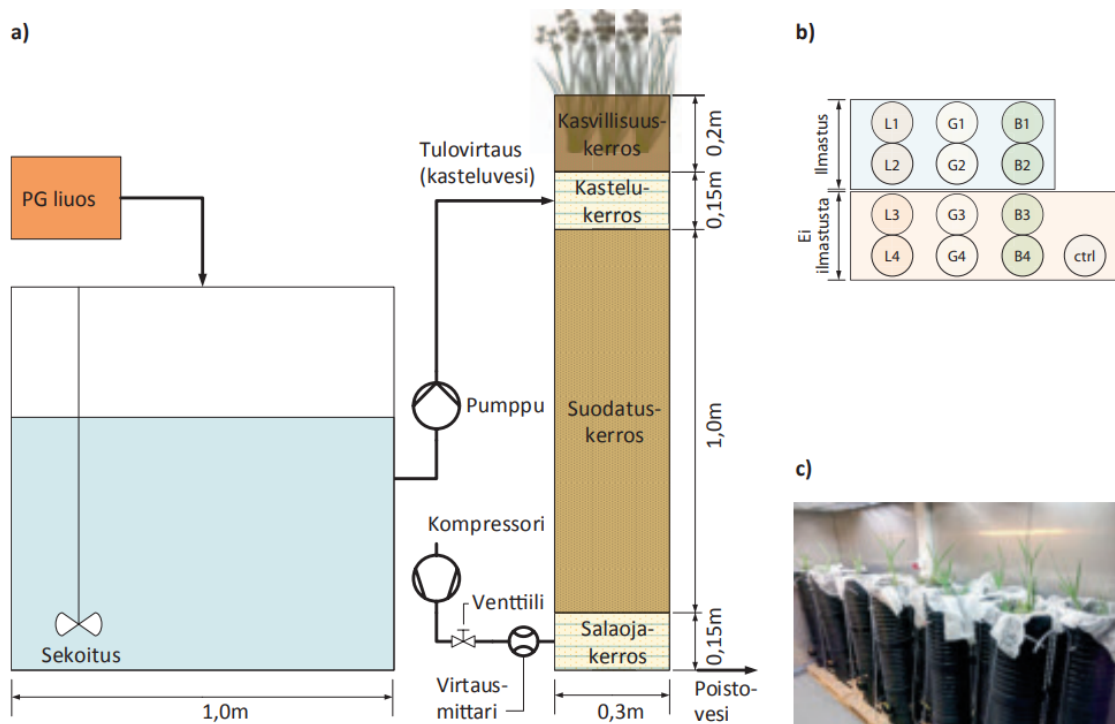 a)
PG liuos
Sekoitus
1,0m
Tulovirtaus
(kasteluvesi)
Pumppu
Kompressori
Venttiili
Virtaus-
mittari
Kasvillisuus-
kerros
Kastelu-
kerros
Suodatus-
kerros
Salaoja-
kerros
0,2m
0,15m
1,0m
0,15m
0,3m
Poisto-
vesi
b)
Ilmastus
L1 G1 B1
L2 G2 B2
Ei
ilmastusta
L3 G3 B3
L4 G4 B4 ctrl
c)